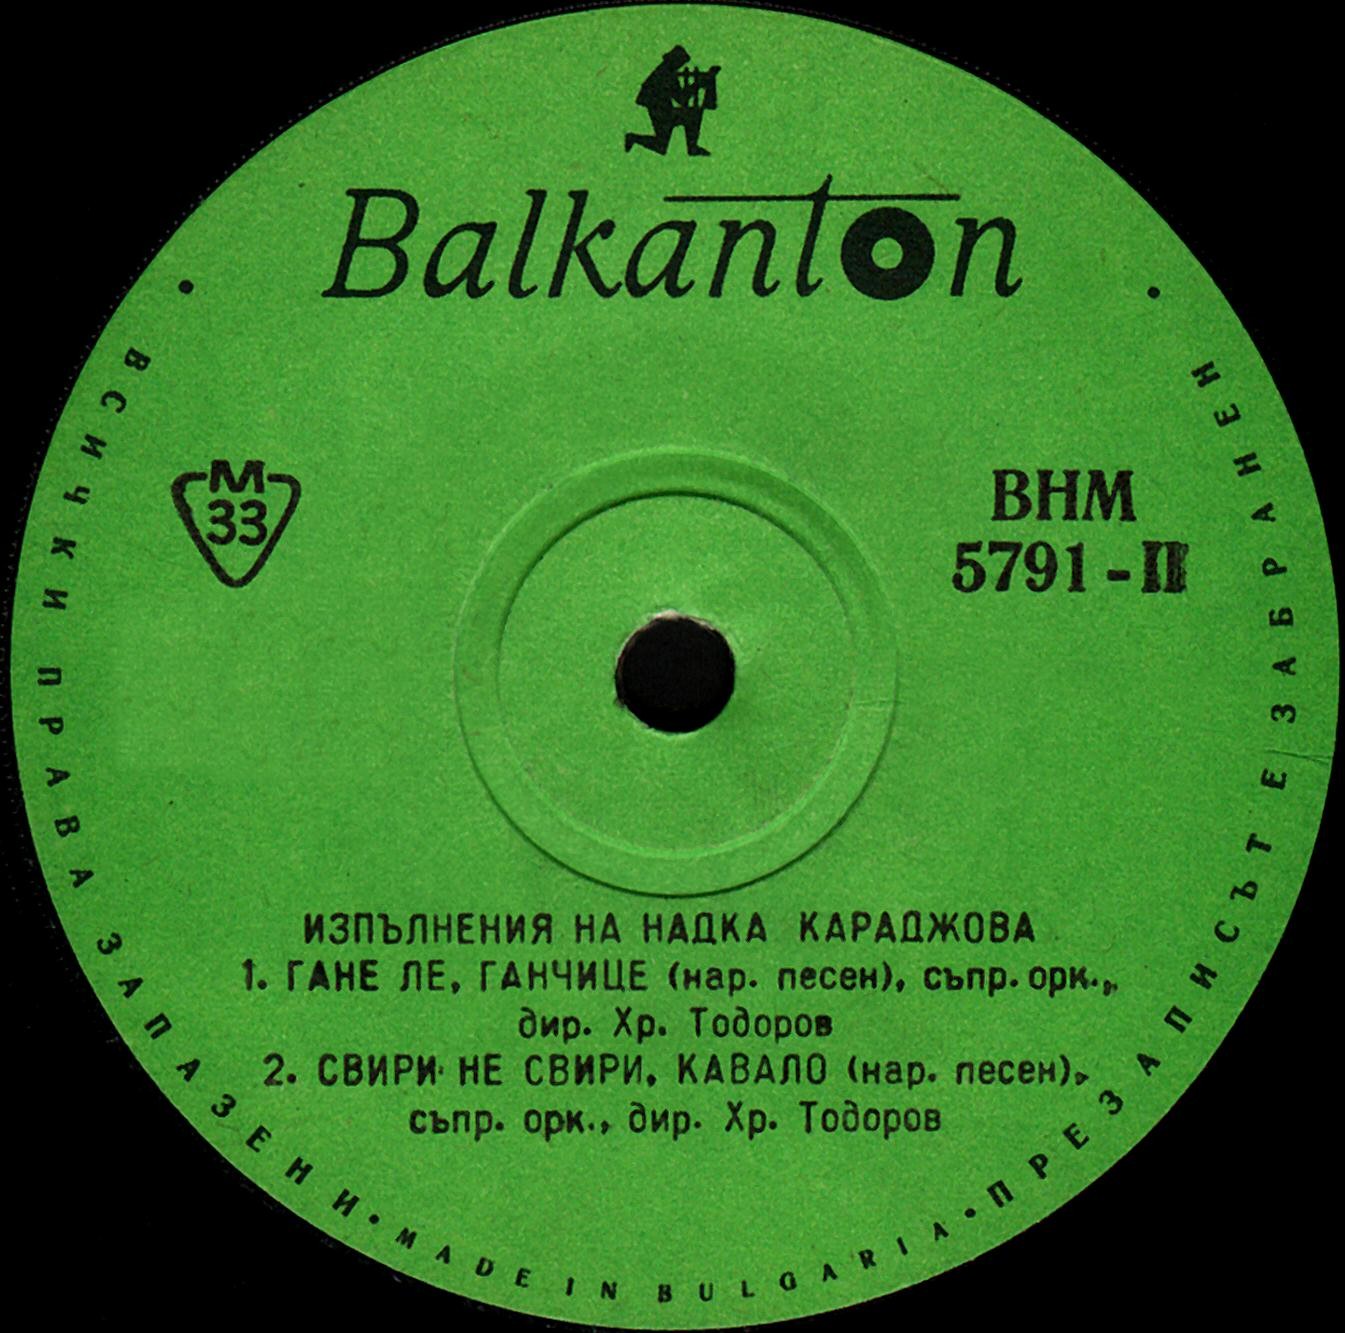 Balkanton
М
33
ВНМ
5791 - II
ИЗПЪЛНЕНИЯ НА НАДКА КАРАДЖОВА
1. ГАНЕ ЛЕ, ГАНЧИЦЕ (нар. песен), съпр. орк.,
дир. Хр. Тодоров
2. СВИРИ НЕ СВИРИ, КАВАЛО (нар. песен),
съпр. орк., дир. Хр. Тодоров
• ВСИЧКИ ПРАВА ЗАПАЗЕНИ • MADE IN BULGARIA • ПРЕЗАПИСЪТ Е ЗАБРАНЕН •